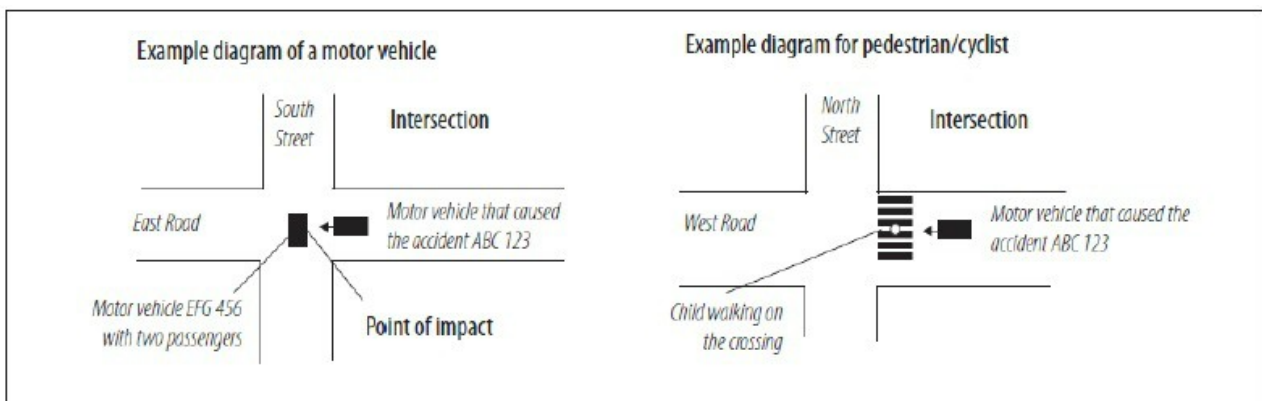 Example diagram of a motor vehicle
South
Street
Intersection
East Road
Motor vehicle that caused
the accident ABC 123
Motor vehicle EFG 456
with two passengers
Point of impact
Example diagram for pedestrian/cyclist
North
Street
Intersection
West Road
Motor vehicle that caused the
accident ABC 123
Child walking on
the crossing